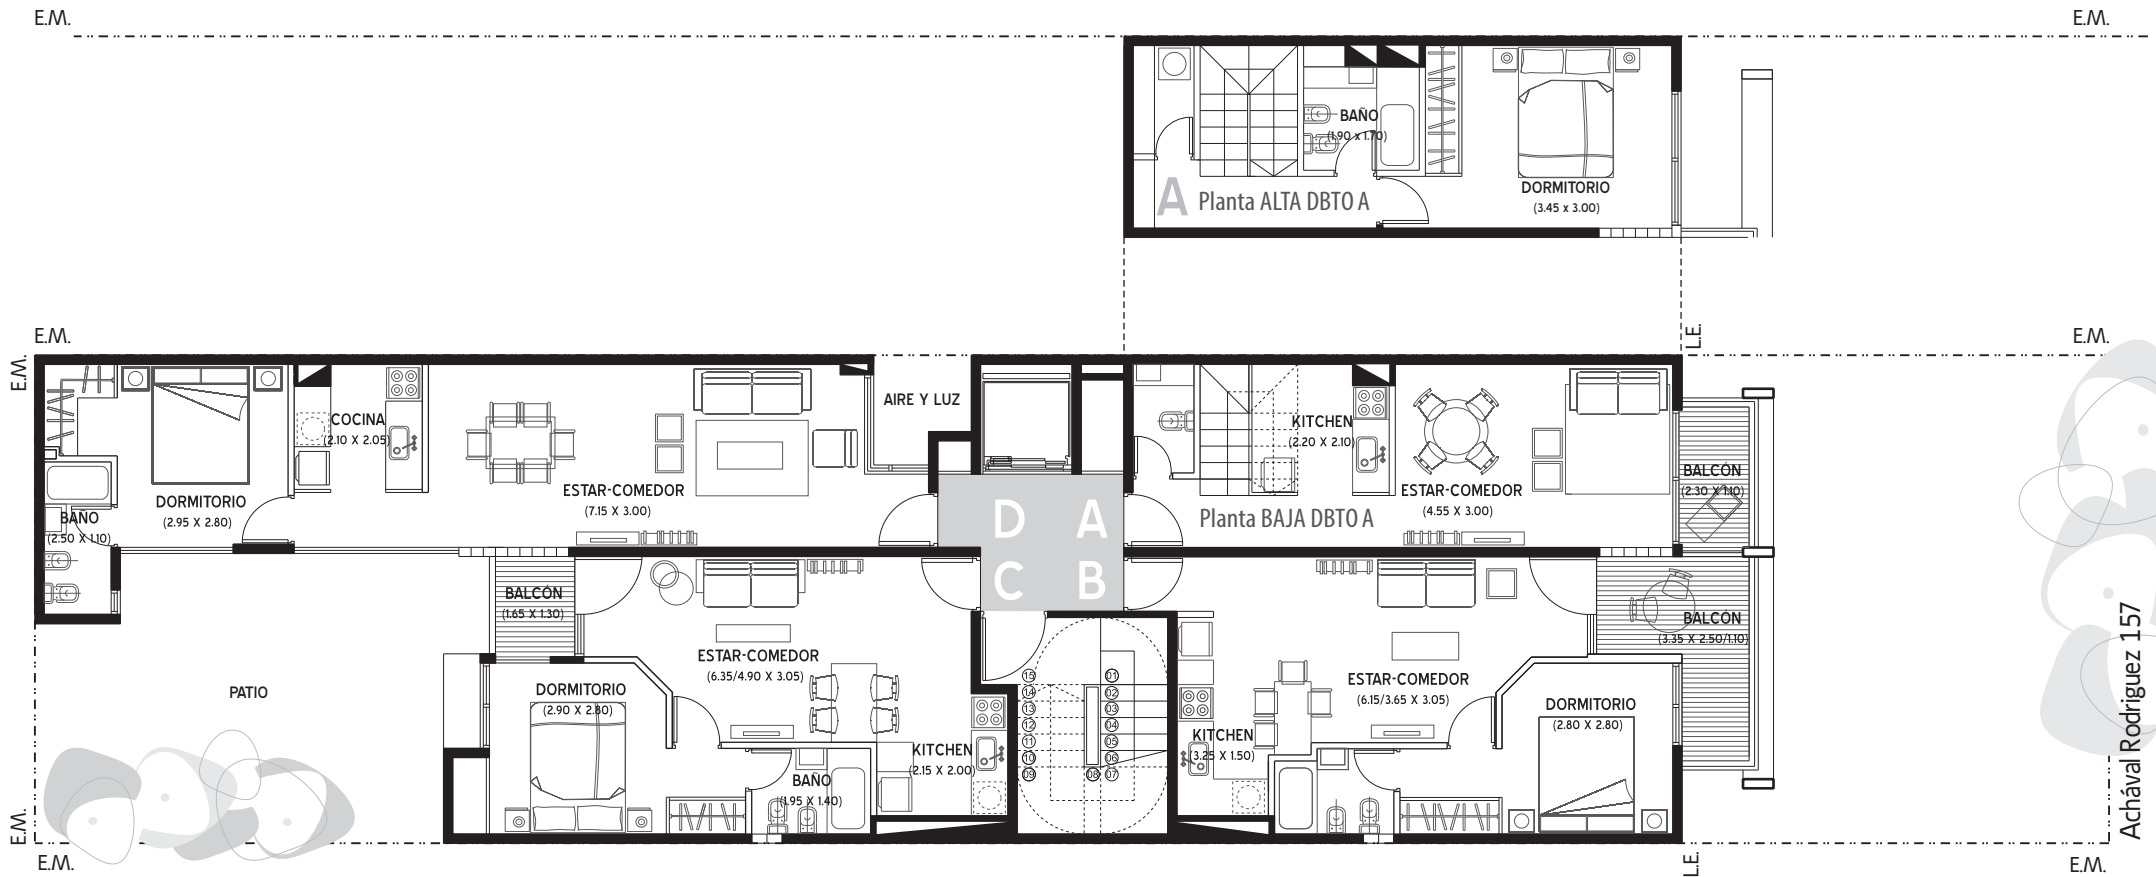 E.M.
E.M.
BAÑO
(1.90 x 1.70)
DORMITORIO
(3.45 x 3.00)
A
Planta ALTA DBTO A
E.M.
L.E.
E.M.
E.M.
AIRE Y LUZ
COCINA
(2.10 X 2.05)
KITCHEN
(2.20 X 2.10)
BALCÓN
(2.30 X 1.10)
DORMITORIO
(2.95 X 2.80)
ESTAR-COMEDOR
(7.15 X 3.00)
ESTAR-COMEDOR
(4.55 X 3.00)
BAÑO
(2.50 X 1.10)
D
A
Planta BAJA DBTO A
C
B
BALCÓN
(1.65 X 1.30)
BALCÓN
(3.35 X 2.50/1.10)
ESTAR-COMEDOR
(6.35/4.90 X 3.05)
PATIO
DORMITORIO
(2.90 X 2.80)
ESTAR-COMEDOR
(6.15/3.65 X 3.05)
DORMITORIO
(2.80 X 2.80)
15 01
14 02
13 03
12 04
11 05
10 06
09 08 07
KITCHEN
(2.15 X 2.00)
KITCHEN
(3.25 X 1.50)
BAÑO
(1.95 X 1.40)
Achával Rodriguez 157
E.M.
E.M.
L.E.
E.M.